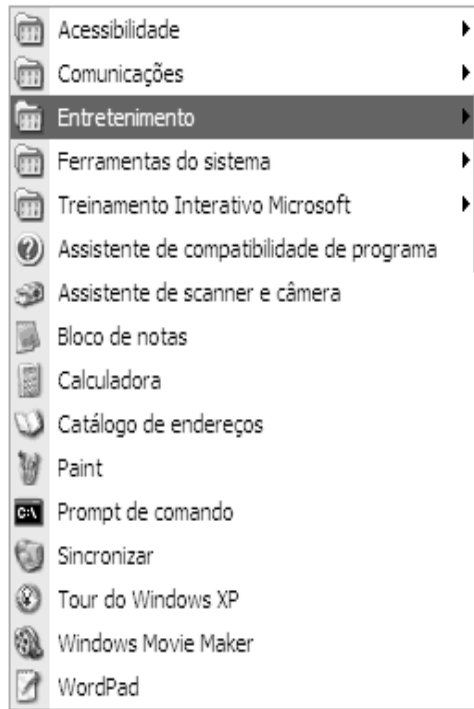 Acessibilidade
Comunicações
Entretenimento
Ferramentas do sistema
Treinamento Interativo Microsoft
Assistente de compatibilidade de programa
Assistente de scanner e câmera
Bloco de notas
Calculadora
Catálogo de endereços
Paint
C:\ Prompt de comando
Sincronizar
Tour do Windows XP
Windows Movie Maker
WordPad